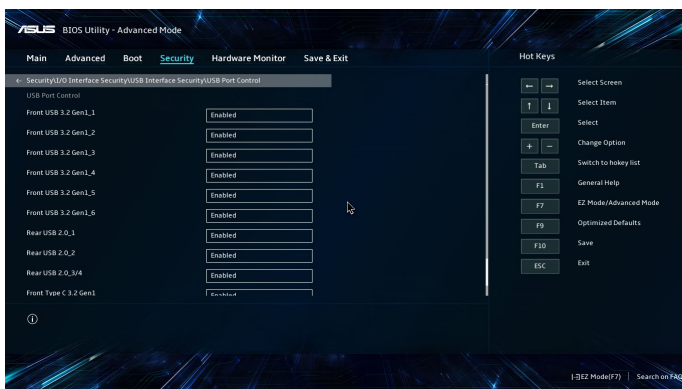 ASUS BIOS Utility - Advanced Mode
Main Advanced Boot Security Hardware Monitor Save & Exit
Hot Keys
← Security\I/O Interface Security\USB Interface Security\USB Port Control
USB Port Control
Front USB 3.2 Gen1_1 Enabled
Front USB 3.2 Gen1_2 Enabled
Front USB 3.2 Gen1_3 Enabled
Front USB 3.2 Gen1_4 Enabled
Front USB 3.2 Gen1_5 Enabled
Front USB 3.2 Gen1_6 Enabled
Rear USB 2.0_1 Enabled
Rear USB 2.0_2 Enabled
Rear USB 2.0_3/4 Enabled
Front Type C 3.2 Gen1 Enabled
← → Select Screen
↑ ↓ Select Item
Enter Select
+ − Change Option
Tab Switch to hokey list
F1 General Help
F7 EZ Mode/Advanced Mode
F9 Optimized Defaults
F10 Save
ESC Exit
EZ Mode(F7) | Search on FAQ